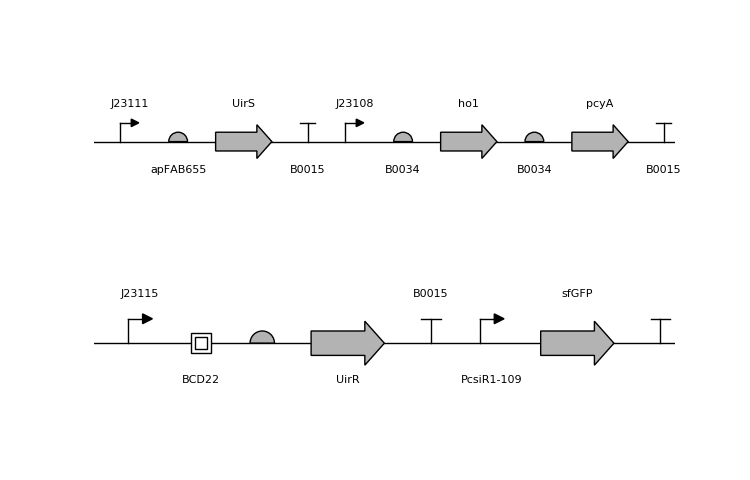 J23111 UirS J23108 ho1 pcyA
apFAB655 B0015 B0034 B0034 B0015
J23115 B0015 sfGFP
BCD22 UirR PcsiR1-109